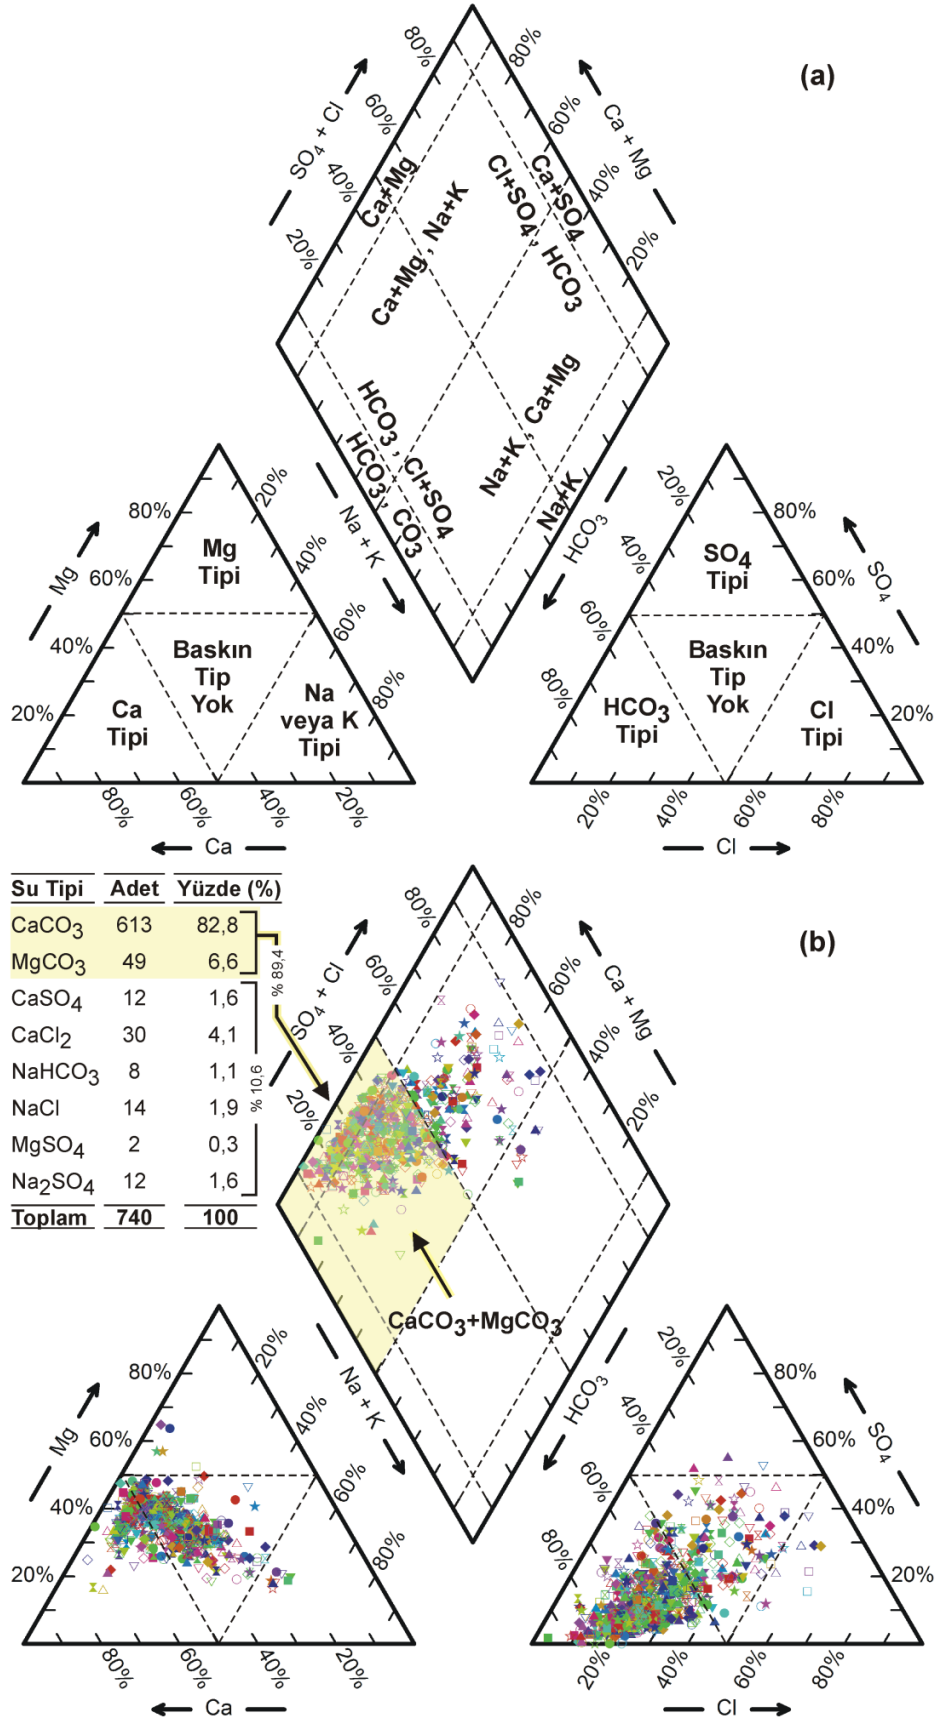 (a)
80%
80%
60%
60%
40%
40%
20%
20%
SO4 + Cl
Ca + Mg
Ca+Mg
Ca+Mg , Na+K
Ca+SO4
Cl+SO4 , HCO3
HCO3 , Cl+SO4
HCO3 , CO3
Na+K , Ca+Mg
Na+K
Na + K
HCO3
Mg
80%
60%
40%
20%
20%
40%
60%
80%
Mg
Tipi
Baskın
Tip
Yok
Ca
Tipi
Na
veya K
Tipi
80%
60%
40%
20%
Ca
20%
40%
60%
80%
SO4
80%
60%
40%
20%
SO4
Tipi
Baskın
Tip
Yok
HCO3
Tipi
Cl
Tipi
20%
40%
60%
80%
Cl
Su Tipi Adet Yüzde (%)
CaCO3 613 82,8
MgCO3 49 6,6
CaSO4 12 1,6
CaCl2 30 4,1
NaHCO3 8 1,1
NaCl 14 1,9
MgSO4 2 0,3
Na2SO4 12 1,6
Toplam 740 100
% 89,4
% 10,6
(b)
80%
80%
60%
60%
40%
40%
20%
20%
SO4 + Cl
Ca + Mg
CaCO3+MgCO3
Na + K
HCO3
Mg
80%
60%
40%
20%
20%
40%
60%
80%
80%
60%
40%
20%
Ca
20%
40%
60%
80%
SO4
80%
60%
40%
20%
20%
40%
60%
80%
Cl